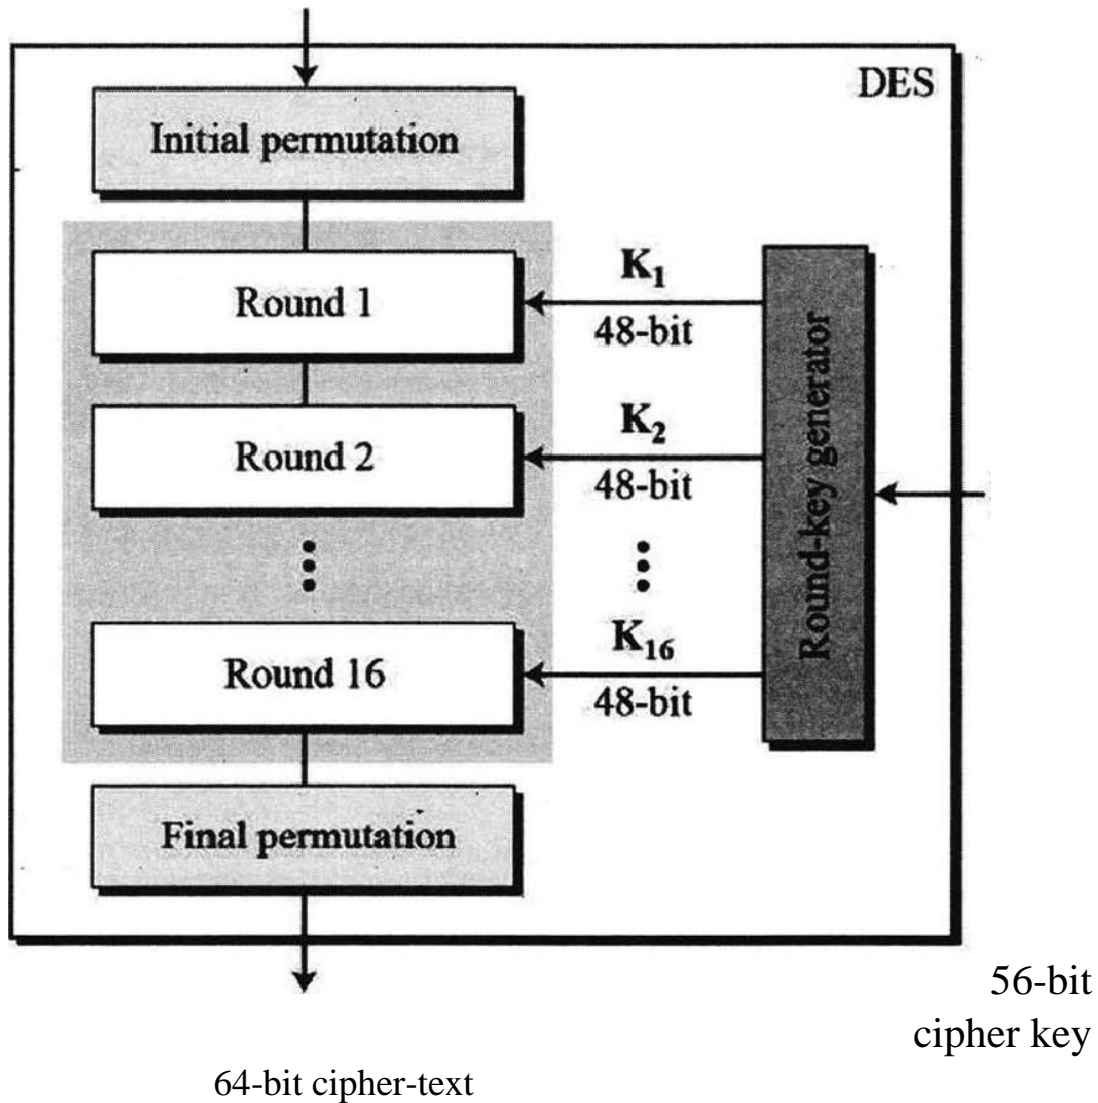 DES
Initial permutation
Round 1
K₁
48-bit
Round 2
K₂
48-bit
Round 16
K₁₆
48-bit
Round-key generator
Final permutation
56-bit
cipher key
64-bit cipher-text